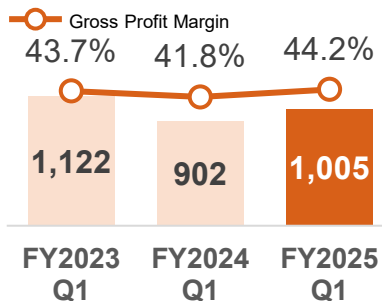 Gross Profit Margin
43.7% 41.8% 44.2%
1,122 902 1,005
FY2023 FY2024 FY2025
Q1 Q1 Q1